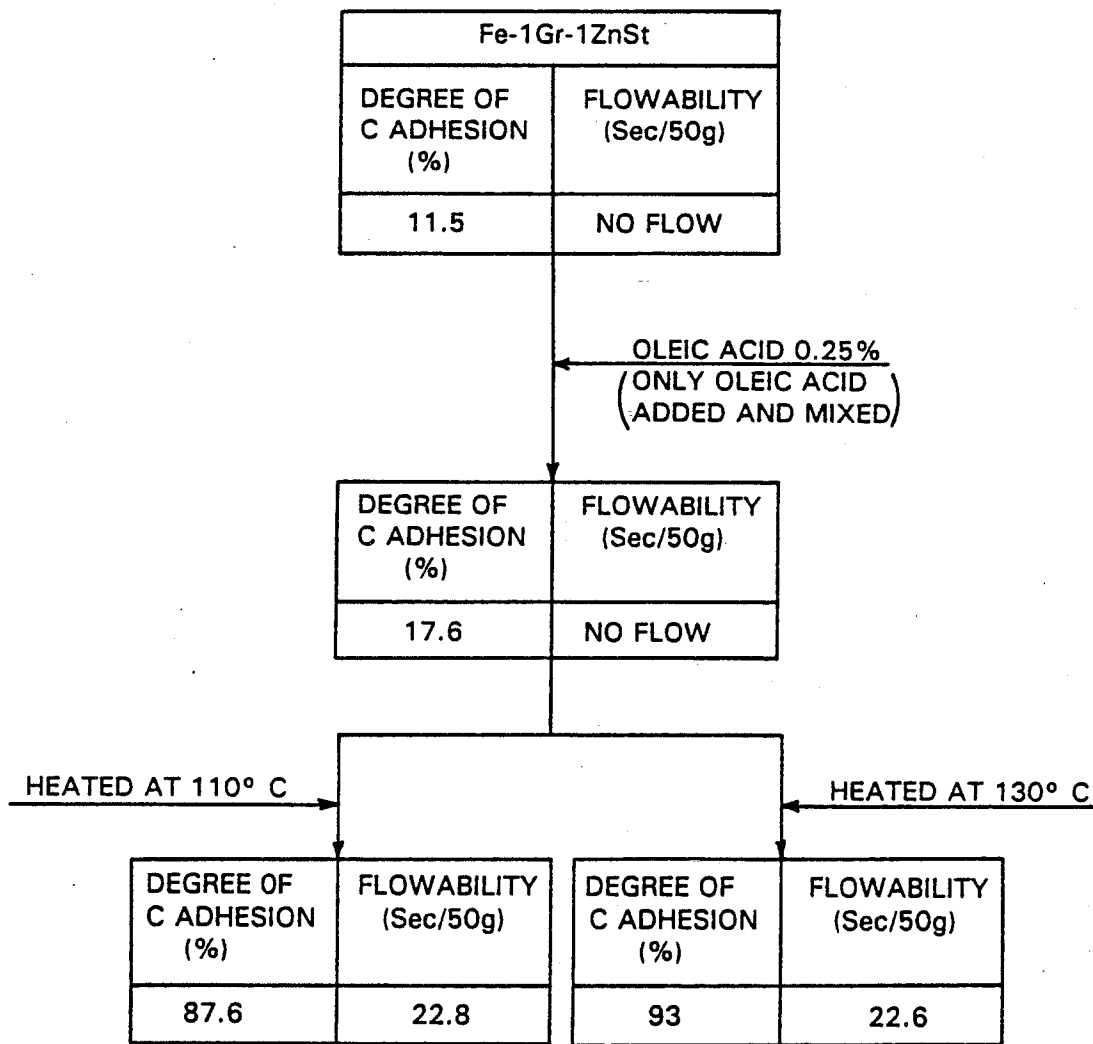 Fe-1Gr-1ZnSt
DEGREE OF
C ADHESION
(%)
FLOWABILITY
(Sec/50g)
11.5
NO FLOW
OLEIC ACID 0.25%
(ONLY OLEIC ACID
ADDED AND MIXED)
DEGREE OF
C ADHESION
(%)
FLOWABILITY
(Sec/50g)
17.6
NO FLOW
HEATED AT 110º C
HEATED AT 130º C
DEGREE OF
C ADHESION
(%)
FLOWABILITY
(Sec/50g)
87.6
22.8
DEGREE OF
C ADHESION
(%)
FLOWABILITY
(Sec/50g)
93
22.6